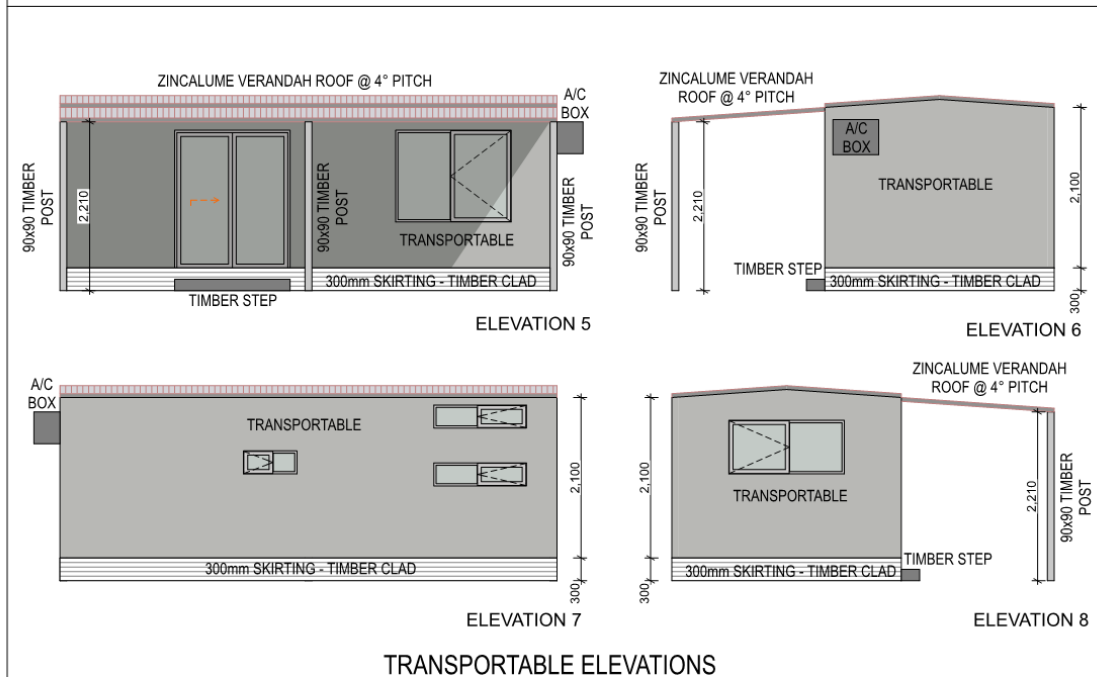 ZINCALUME VERANDAH ROOF @ 4° PITCH
A/C
BOX
90x90 TIMBER
POST
2,210
90x90 TIMBER
POST
TRANSPORTABLE
90x90 TIMBER
POST
300mm SKIRTING - TIMBER CLAD
TIMBER STEP
ELEVATION 5
ZINCALUME VERANDAH
ROOF @ 4° PITCH
A/C
BOX
TRANSPORTABLE
90x90 TIMBER
POST
2,210
2,100
TIMBER STEP
300mm SKIRTING - TIMBER CLAD
300
ELEVATION 6
A/C
BOX
TRANSPORTABLE
2,100
300mm SKIRTING - TIMBER CLAD
300
ELEVATION 7
ZINCALUME VERANDAH
ROOF @ 4° PITCH
2,100
TRANSPORTABLE
2,210
90x90 TIMBER
POST
TIMBER STEP
300mm SKIRTING - TIMBER CLAD
300
ELEVATION 8
TRANSPORTABLE ELEVATIONS